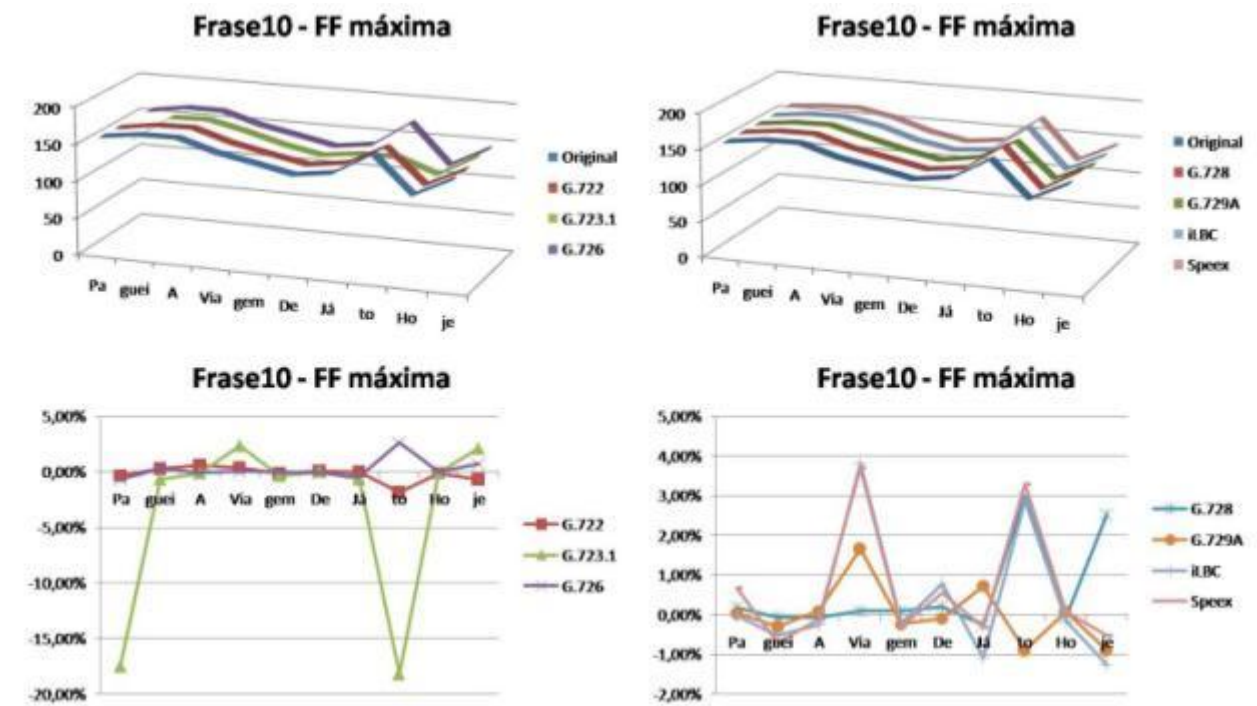 Frase10 - FF máxima
200
150
100
50
0
Pa guei A Via gem De Já to Ho je
Original
G.722
G.723.1
G.726
Frase10 - FF máxima
200
150
100
50
0
Pa guei A Via gem De Já to Ho je
Original
G.728
G.729A
iLBC
Speex
Frase10 - FF máxima
5,00%
0,00%
-5,00%
-10,00%
-15,00%
-20,00%
Pa guei A Via gem De Já to Ho je
G.722
G.723.1
G.726
Frase10 - FF máxima
5,00%
4,00%
3,00%
2,00%
1,00%
0,00%
-1,00%
-2,00%
Pa guei A Via gem De Já to Ho je
G.728
G.729A
iLBC
Speex